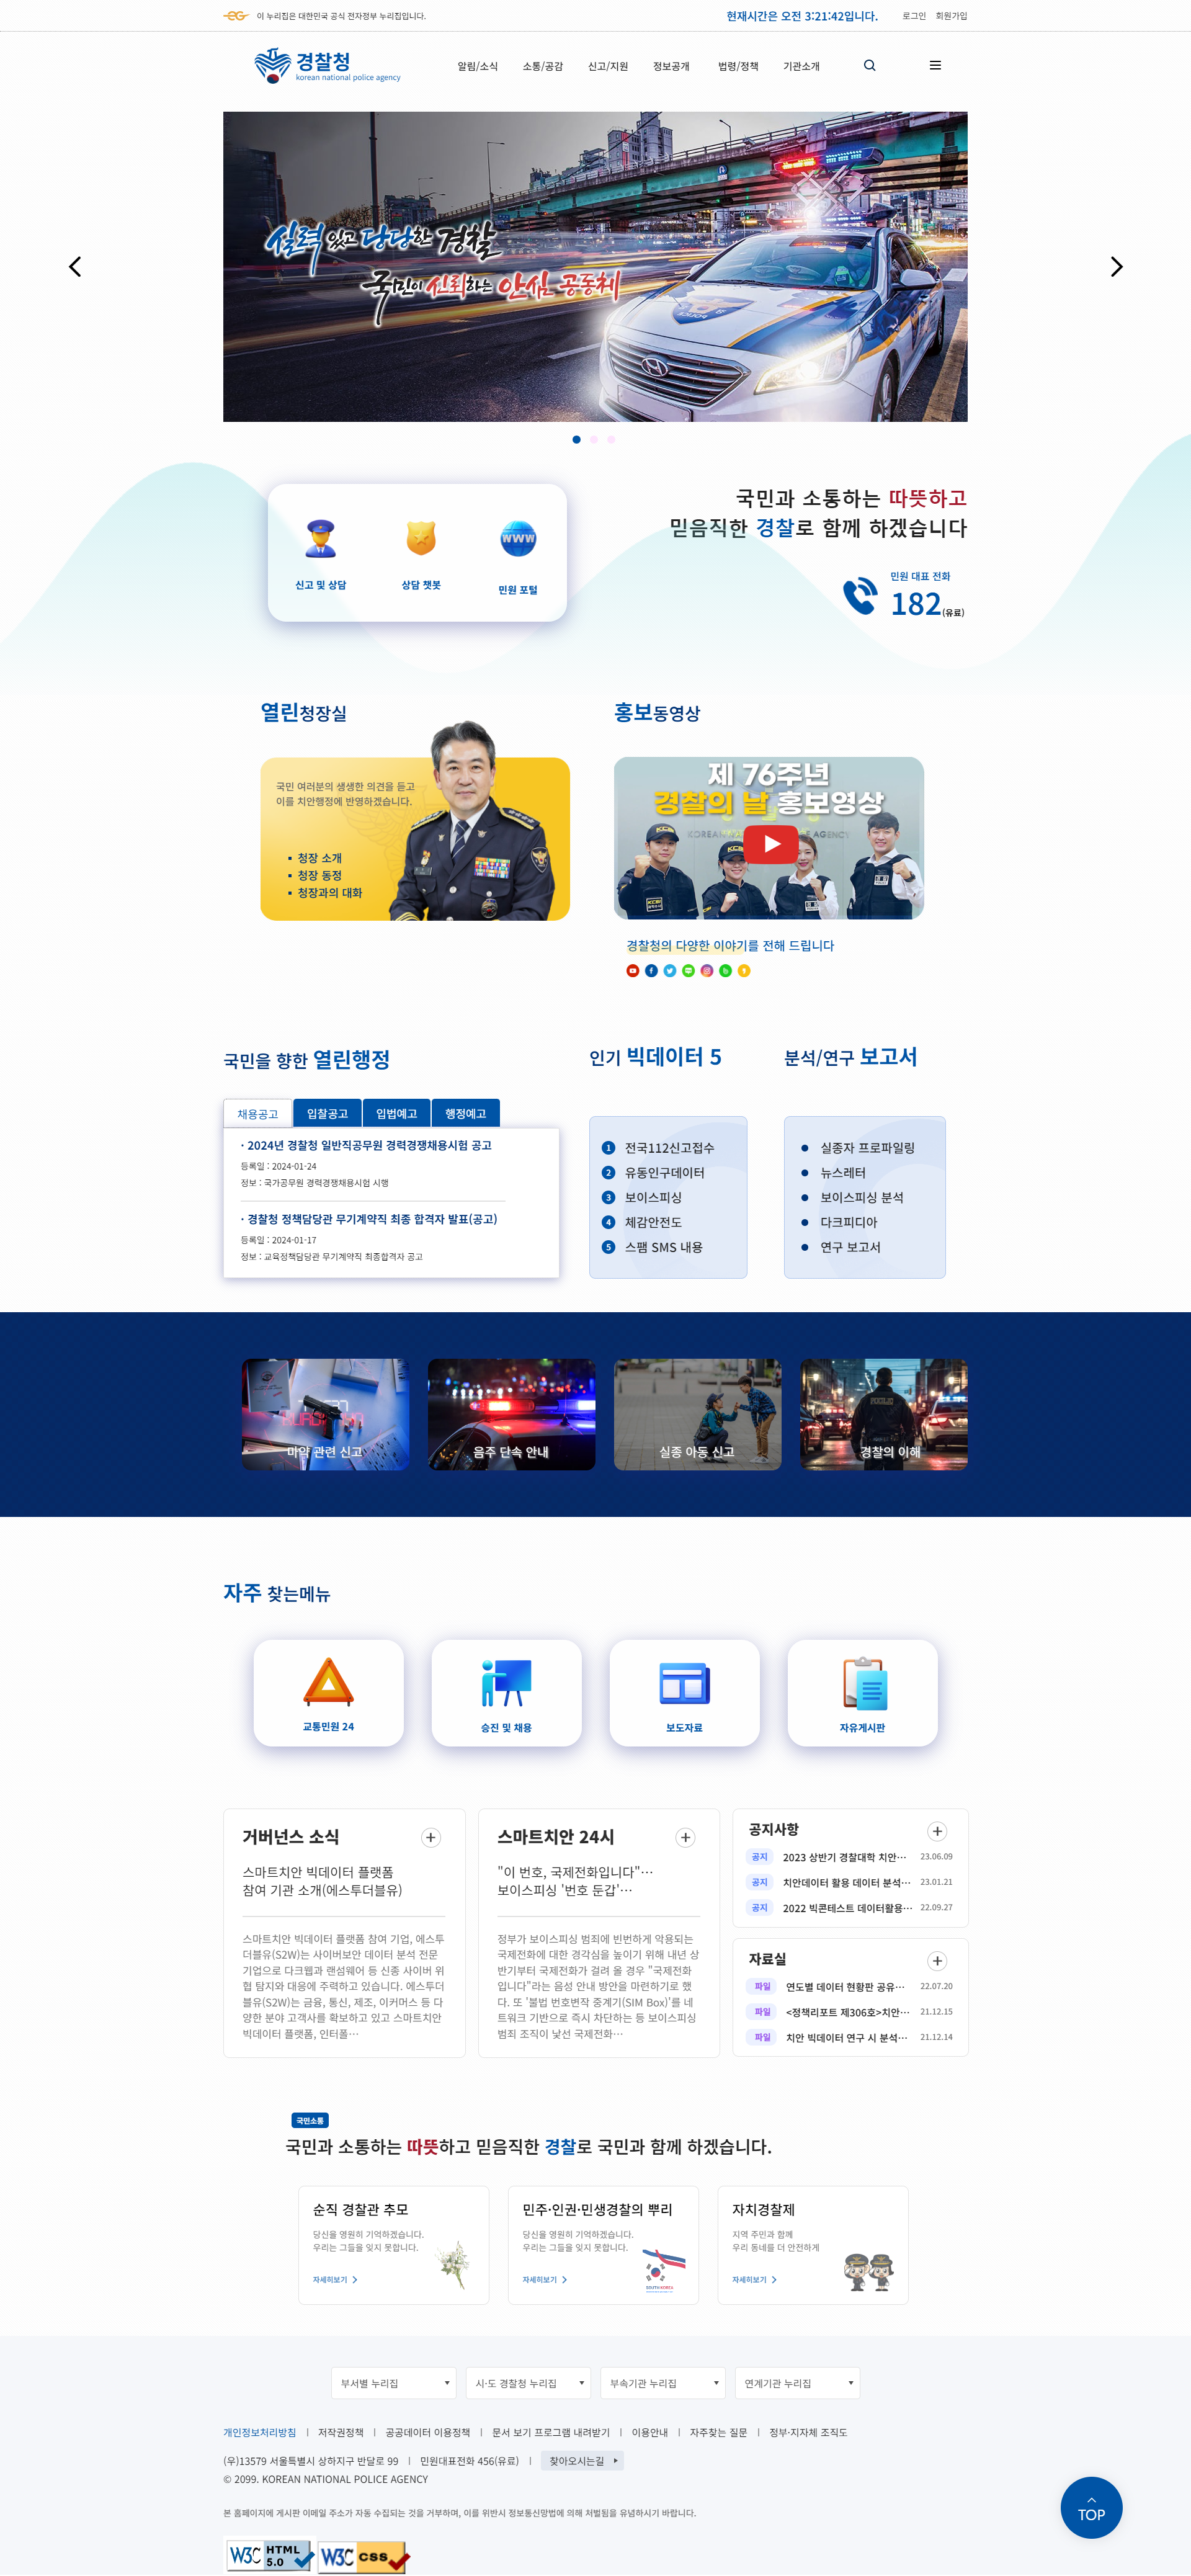 이 누리집은 대한민국 공식 전자정부 누리집입니다.
현재시간은 오전 3:21:42입니다.
로그인 회원가입
경찰청
korean national police agency
알림/소식 소통/공감 신고/지원 정보공개 법령/정책 기관소개
실력 있고 당당한 경찰
국민이 신뢰하는 안심 공동체
국민과 소통하는 따뜻하고
믿음직한 경찰로 함께 하겠습니다
신고 및 상담
상담 챗봇
WWW
민원 포털
민원 대표 전화
182(유료)
열린청장실
국민 여러분의 생생한 의견을 듣고
이를 치안행정에 반영하겠습니다.
청장 소개
청장 동정
청장과의 대화
홍보동영상
제 76주년
경찰의 날 홍보영상
경찰청의 다양한 이야기를 전해 드립니다
국민을 향한 열린행정
채용공고 입찰공고 입법예고 행정예고
· 2024년 경찰청 일반직공무원 경력경쟁채용시험 공고
등록일 : 2024-01-24
정보 : 국가공무원 경력경쟁채용시험 시행
· 경찰청 정책담당관 무기계약직 최종 합격자 발표(공고)
등록일 : 2024-01-17
정보 : 교육정책담당관 무기계약직 최종합격자 공고
인기 빅데이터 5
1 전국112신고접수
2 유동인구데이터
3 보이스피싱
4 체감안전도
5 스팸 SMS 내용
분석/연구 보고서
실종자 프로파일링
뉴스레터
보이스피싱 분석
다크피디아
연구 보고서
마약 관련 신고
음주 단속 안내
실종 아동 신고
경찰의 이해
자주 찾는메뉴
교통민원 24
승진 및 채용
보도자료
자유게시판
거버넌스 소식
스마트치안 빅데이터 플랫폼
참여 기관 소개(에스투더블유)
스마트치안 빅데이터 플랫폼 참여 기업, 에스투
더블유(S2W)는 사이버보안 데이터 분석 전문
기업으로 다크웹과 랜섬웨어 등 신종 사이버 위
협 탐지와 대응에 주력하고 있습니다. 에스투더
블유(S2W)는 금융, 통신, 제조, 이커머스 등 다
양한 분야 고객사를 확보하고 있고 스마트치안
빅데이터 플랫폼, 인터폴…
스마트치안 24시
"이 번호, 국제전화입니다"…
보이스피싱 '번호 둔갑'…
정부가 보이스피싱 범죄에 빈번하게 악용되는
국제전화에 대한 경각심을 높이기 위해 내년 상
반기부터 국제전화가 걸려 올 경우 "국제전화
입니다"라는 음성 안내 방안을 마련하기로 했
다. 또 '불법 번호변작 중계기(SIM Box)'를 네
트워크 기반으로 즉시 차단하는 등 보이스피싱
범죄 조직이 낯선 국제전화…
공지사항
공지 2023 상반기 경찰대학 치안… 23.06.09
공지 치안데이터 활용 데이터 분석… 23.01.21
공지 2022 빅콘테스트 데이터활용… 22.09.27
자료실
파일 연도별 데이터 현황판 공유… 22.07.20
파일 <정책리포트 제306호>치안… 21.12.15
파일 치안 빅데이터 연구 시 분석… 21.12.14
국민소통
국민과 소통하는 따뜻하고 믿음직한 경찰로 국민과 함께 하겠습니다.
순직 경찰관 추모
당신을 영원히 기억하겠습니다.
우리는 그들을 잊지 못합니다.
자세히보기
민주·인권·민생경찰의 뿌리
당신을 영원히 기억하겠습니다.
우리는 그들을 잊지 못합니다.
자세히보기
SOUTH KOREA
자치경찰제
지역 주민과 함께
우리 동네를 더 안전하게
자세히보기
부서별 누리집 시·도 경찰청 누리집 부속기관 누리집 연계기관 누리집
개인정보처리방침 | 저작권정책 | 공공데이터 이용정책 | 문서 보기 프로그램 내려받기 | 이용안내 | 자주찾는 질문 | 정부·지자체 조직도
(우)13579 서울특별시 상하지구 반달로 99 | 민원대표전화 456(유료) | 찾아오시는길
© 2099. KOREAN NATIONAL POLICE AGENCY
TOP
본 홈페이지에 게시판 이메일 주소가 자동 수집되는 것을 거부하며, 이를 위반시 정보통신망법에 의해 처벌됨을 유념하시기 바랍니다.
W3C HTML 5.0
W3C CSS